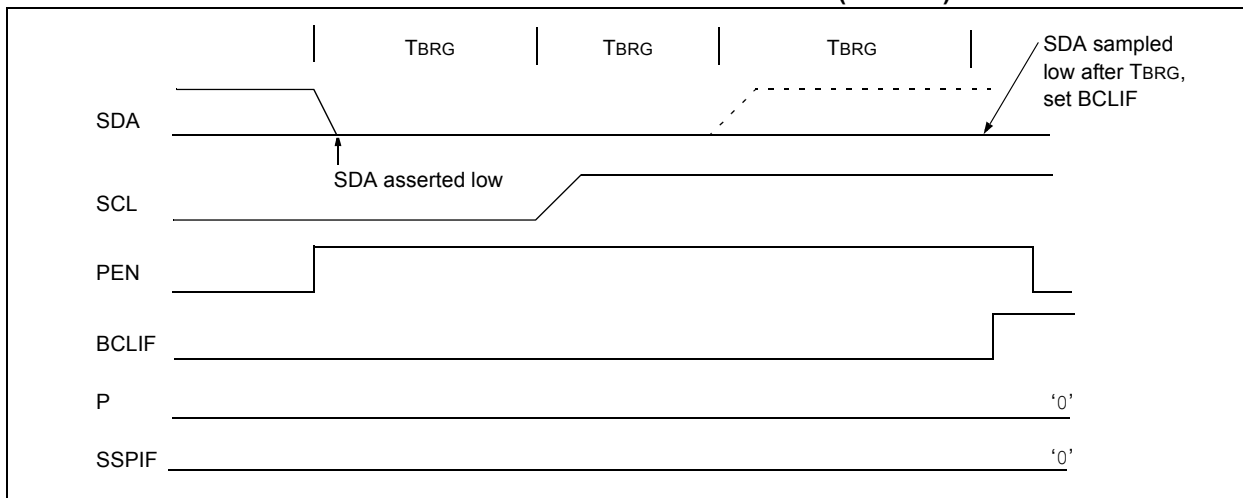 TBRG TBRG TBRG
SDA sampled
low after TBRG,
set BCLIF
SDA
SDA asserted low
SCL
PEN
BCLIF
P '0'
SSPIF '0'